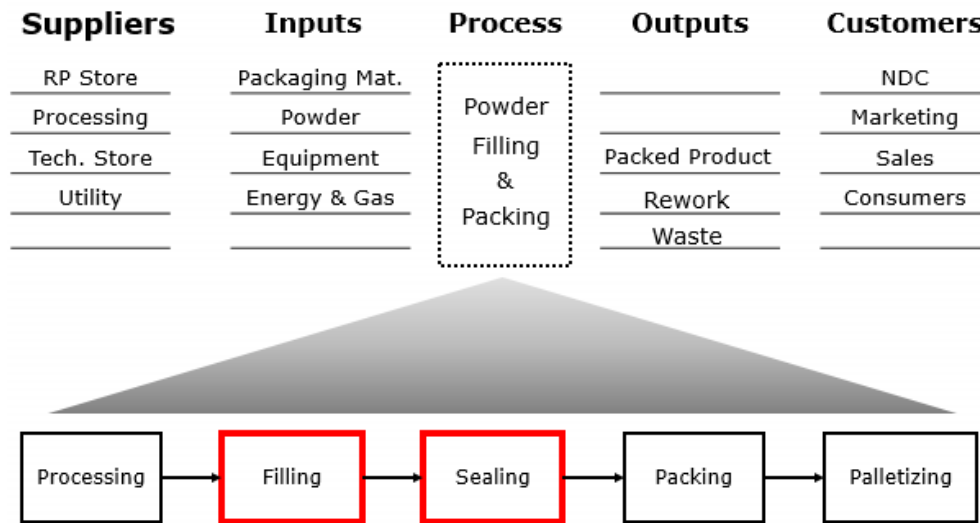 Suppliers Inputs Process Outputs Customers
RP Store Packaging Mat. NDC
Processing Powder Powder Marketing
Tech. Store Equipment Filling Packed Product Sales
Utility Energy & Gas & Rework Consumers
Packing Waste
Processing Filling Sealing Packing Palletizing